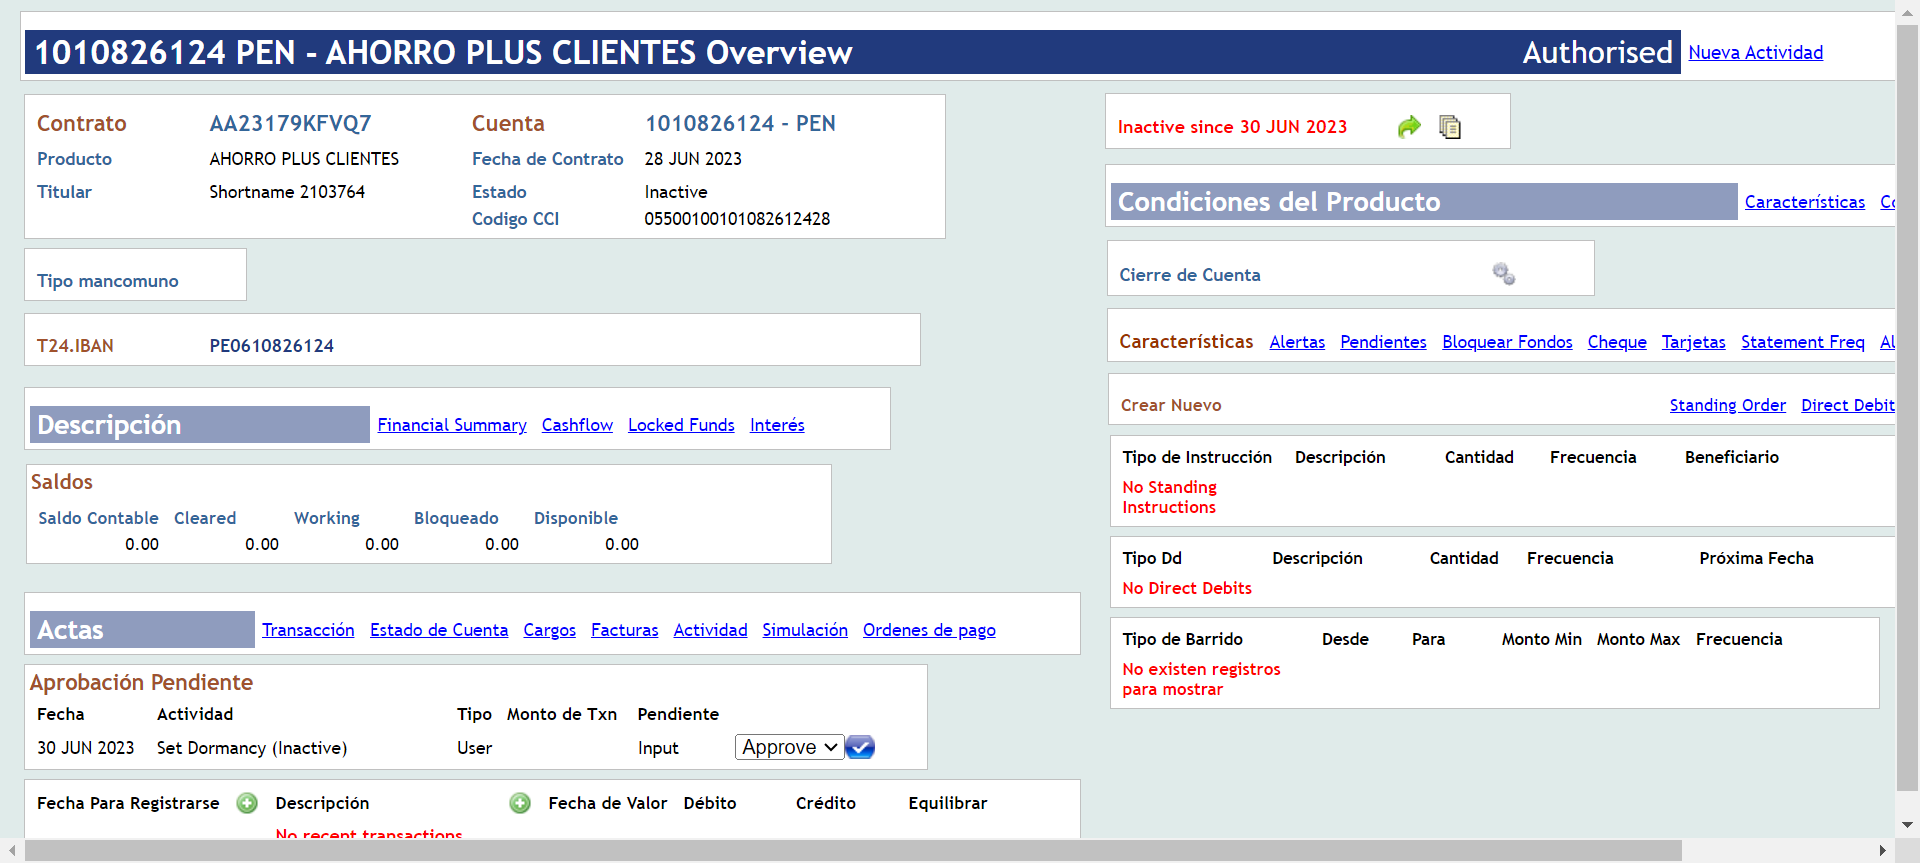 1010826124 PEN - AHORRO PLUS CLIENTES Overview Authorised Nueva Actividad
Contrato AA23179KFVQ7 Cuenta 1010826124 - PEN
Producto AHORRO PLUS CLIENTES Fecha de Contrato 28 JUN 2023
Titular Shortname 2103764 Estado Inactive
Codigo CCI 05500100101082612428
Tipo mancomuno
T24.IBAN PE0610826124
Descripción Financial Summary Cashflow Locked Funds Interés
Saldos
Saldo Contable Cleared Working Bloqueado Disponible
0.00 0.00 0.00 0.00 0.00
Actas Transacción Estado de Cuenta Cargos Facturas Actividad Simulación Ordenes de pago
Aprobación Pendiente
Fecha Actividad Tipo Monto de Txn Pendiente
30 JUN 2023 Set Dormancy (Inactive) User Input Approve
Fecha Para Registrarse Descripción Fecha de Valor Débito Crédito Equilibrar
No recent transactions
Inactive since 30 JUN 2023
Condiciones del Producto Características
Cierre de Cuenta
Características Alertas Pendientes Bloquear Fondos Cheque Tarjetas Statement Freq
Crear Nuevo Standing Order Direct Debit
Tipo de Instrucción Descripción Cantidad Frecuencia Beneficiario
No Standing
Instructions
Tipo Dd Descripción Cantidad Frecuencia Próxima Fecha
No Direct Debits
Tipo de Barrido Desde Para Monto Min Monto Max Frecuencia
No existen registros
para mostrar